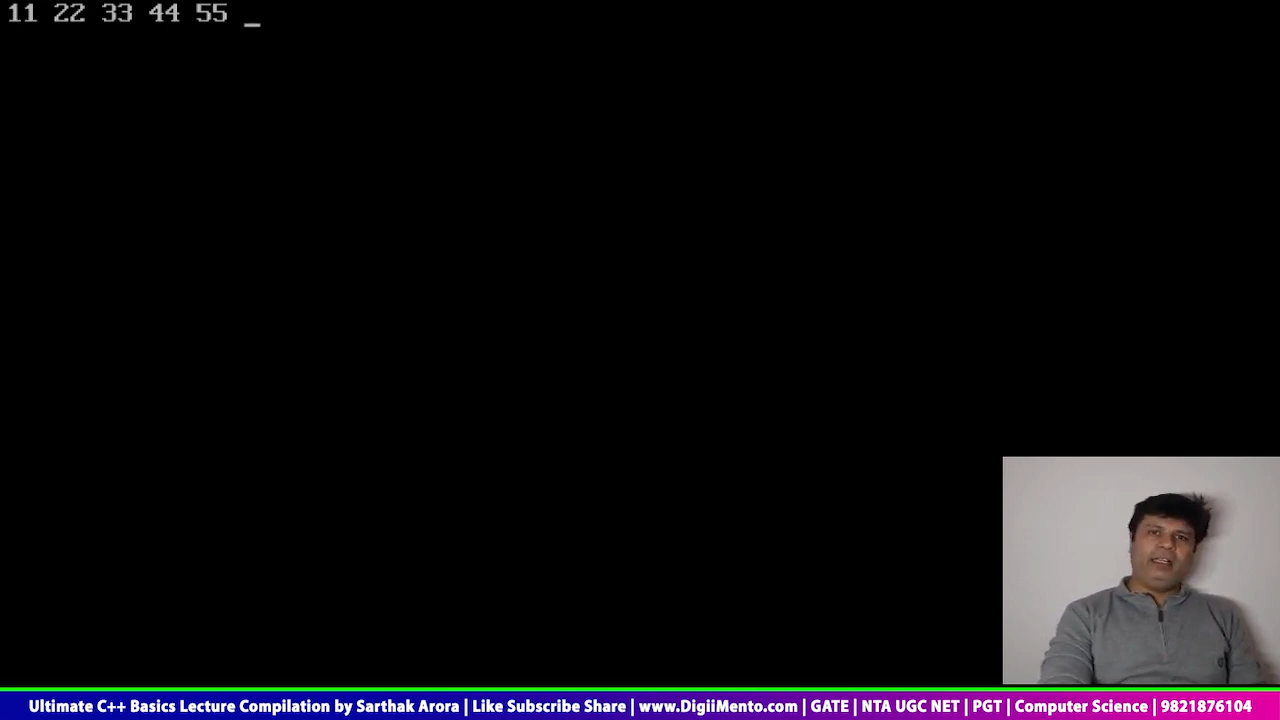 11 22 33 44 55 _
Ultimate C++ Basics Lecture Compilation by Sarthak Arora | Like Subscribe Share | www.DigiiMento.com | GATE | NTA UGC NET | PGT | Computer Science | 9821876104